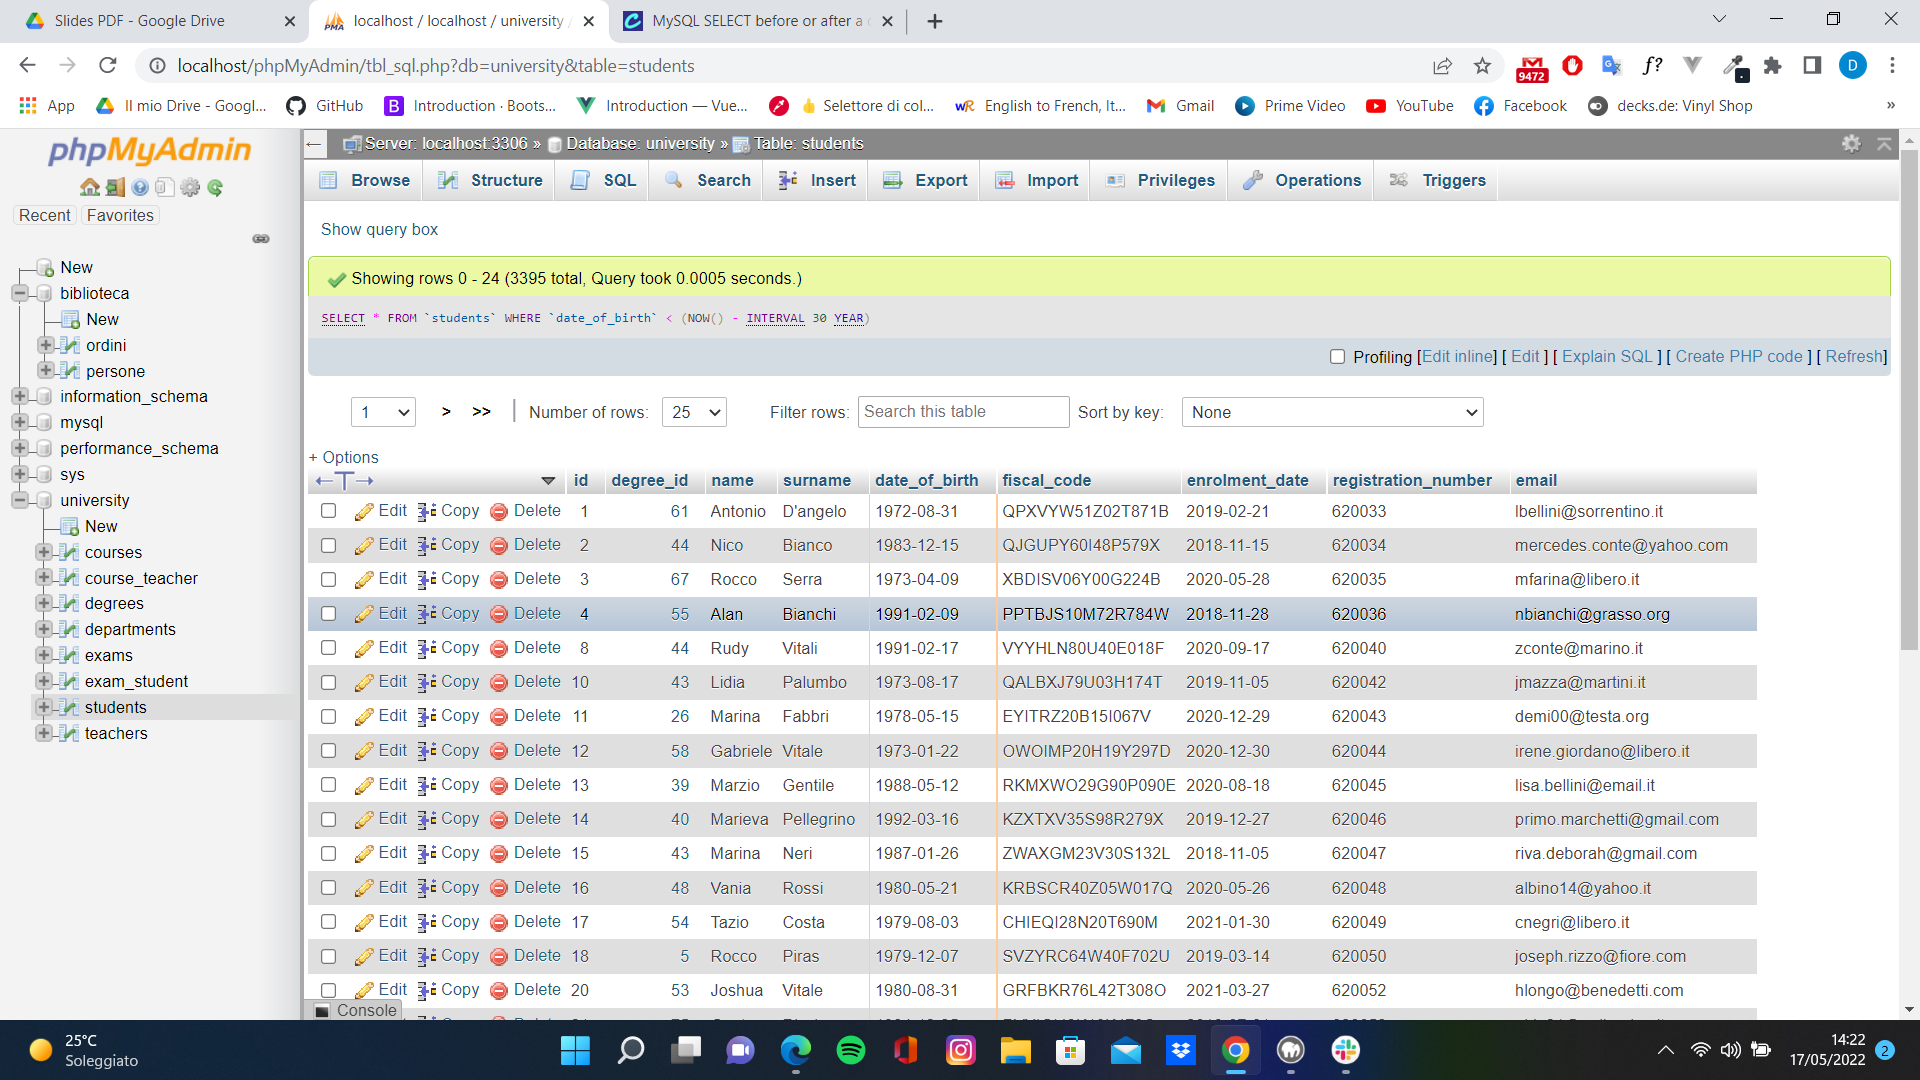 Slides PDF - Google Drive
localhost / localhost / university /
MySQL SELECT before or after a d
localhost/phpMyAdmin/tbl_sql.php?db=university&table=students
9472
f?
D
App
Il mio Drive - Googl...
GitHub
Introduction · Boots...
Introduction — Vue...
Selettore di col...
WR English to French, It...
Gmail
Prime Video
YouTube
Facebook
decks.de: Vinyl Shop
»
phpMyAdmin
Recent Favorites
New
biblioteca
New
ordini
persone
information_schema
mysql
performance_schema
sys
university
New
courses
course_teacher
degrees
departments
exams
exam_student
students
teachers
Server: localhost:3306 » Database: university » Table: students
Browse Structure SQL Search Insert Export Import Privileges Operations Triggers
Show query box
Showing rows 0 - 24 (3395 total, Query took 0.0005 seconds.)
SELECT * FROM `students` WHERE `date_of_birth` < (NOW() - INTERVAL 30 YEAR)
Profiling [Edit inline] [ Edit ] [ Explain SQL ] [ Create PHP code ] [ Refresh]
1 > >> Number of rows: 25 Filter rows: Search this table Sort by key: None
+ Options
←T→ id degree_id name surname date_of_birth fiscal_code enrolment_date registration_number email
Edit Copy Delete 1 61 Antonio D'angelo 1972-08-31 QPXVYW51Z02T871B 2019-02-21 620033 lbellini@sorrentino.it
Edit Copy Delete 2 44 Nico Bianco 1983-12-15 QJGUPY60I48P579X 2018-11-15 620034 mercedes.conte@yahoo.com
Edit Copy Delete 3 67 Rocco Serra 1973-04-09 XBDISV06Y00G224B 2020-05-28 620035 mfarina@libero.it
Edit Copy Delete 4 55 Alan Bianchi 1991-02-09 PPTBJS10M72R784W 2018-11-28 620036 nbianchi@grasso.org
Edit Copy Delete 8 44 Rudy Vitali 1991-02-17 VYYHLN80U40E018F 2020-09-17 620040 zconte@marino.it
Edit Copy Delete 10 43 Lidia Palumbo 1973-08-17 QALBXJ79U03H174T 2019-11-05 620042 jmazza@martini.it
Edit Copy Delete 11 26 Marina Fabbri 1978-05-15 EYITRZ20B15I067V 2020-12-29 620043 demi00@testa.org
Edit Copy Delete 12 58 Gabriele Vitale 1973-01-22 OWOIMP20H19Y297D 2020-12-30 620044 irene.giordano@libero.it
Edit Copy Delete 13 39 Marzio Gentile 1988-05-12 RKMXWO29G90P090E 2020-08-18 620045 lisa.bellini@email.it
Edit Copy Delete 14 40 Marieva Pellegrino 1992-03-16 KZXTXV35S98R279X 2019-12-27 620046 primo.marchetti@gmail.com
Edit Copy Delete 15 43 Marina Neri 1987-01-26 ZWAXGM23V30S132L 2018-11-05 620047 riva.deborah@gmail.com
Edit Copy Delete 16 48 Vania Rossi 1980-05-21 KRBSCR40Z05W017Q 2020-05-26 620048 albino14@yahoo.it
Edit Copy Delete 17 54 Tazio Costa 1979-08-03 CHIEQI28N20T690M 2021-01-30 620049 cnegri@libero.it
Edit Copy Delete 18 5 Rocco Piras 1979-12-07 SVZYRC64W40F702U 2019-03-14 620050 joseph.rizzo@fiore.com
Edit Copy Delete 20 53 Joshua Vitale 1980-08-31 GRFBKR76L42T308O 2021-03-27 620052 hlongo@benedetti.com
Console
25°C
Soleggiato
14:22
17/05/2022
2